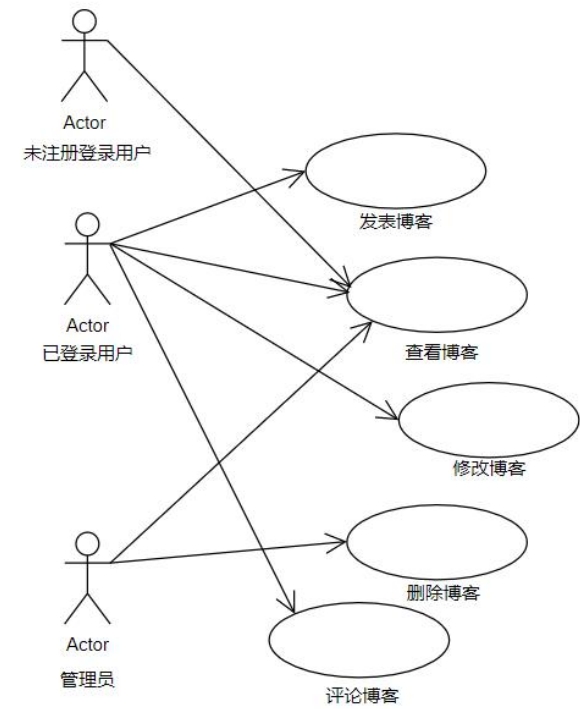 Actor
未注册登录用户
发表博客
Actor
已登录用户
查看博客
修改博客
删除博客
Actor
管理员
评论博客